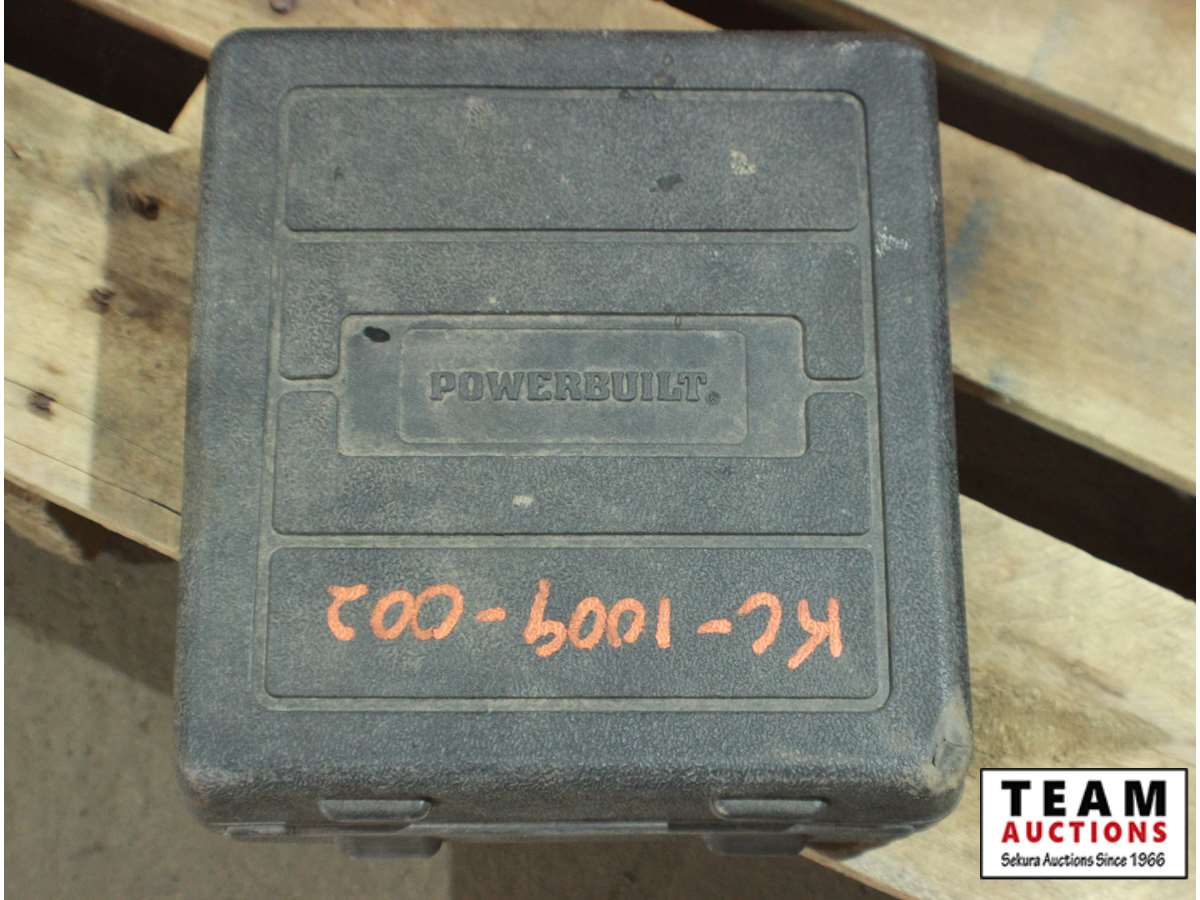 POWERBUILT®
KC-1009-002
TEAM
AUCTIONS
Sekura Auctions Since 1966